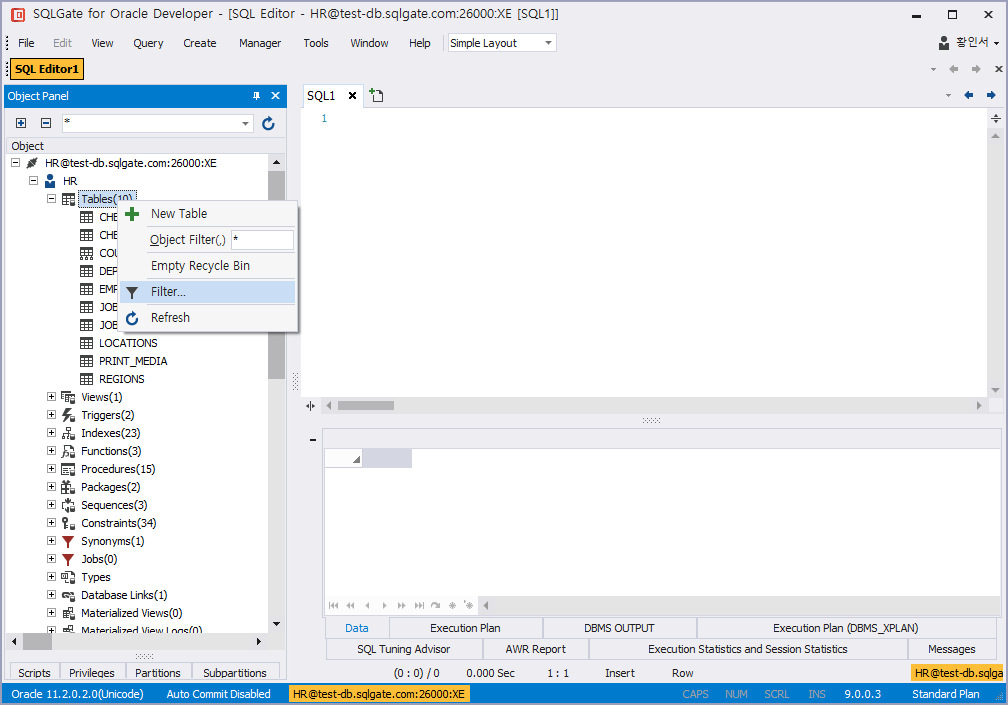 SQLGate for Oracle Developer - [SQL Editor - HR@test-db.sqlgate.com:26000:XE [SQL1]]
File Edit View Query Create Manager Tools Window Help Simple Layout 황인서
SQL Editor1
Object Panel
SQL1
*
1
Object
HR@test-db.sqlgate.com:26000:XE
HR
Tables(10)
CHE
New Table
CHE
Object Filter(,) *
COU
Empty Recycle Bin
DEP
EMP
Filter...
JOB
Refresh
JOB
LOCATIONS
PRINT_MEDIA
REGIONS
Views(1)
Triggers(2)
Indexes(23)
Functions(3)
Procedures(15)
Packages(2)
Sequences(3)
Constraints(34)
Synonyms(1)
Jobs(0)
Types
Database Links(1)
Materialized Views(0)
Materialized View Logs(0)
Data Execution Plan DBMS OUTPUT Execution Plan (DBMS_XPLAN)
SQL Tuning Advisor AWR Report Execution Statistics and Session Statistics Messages
Scripts Privileges Partitions Subpartitions
(0 : 0) / 0 0.000 Sec 1 : 1 Insert Row HR@test-db.sqlga
Oracle 11.2.0.2.0(Unicode) Auto Commit Disabled HR@test-db.sqlgate.com:26000:XE CAPS NUM SCRL INS 9.0.0.3 Standard Plan